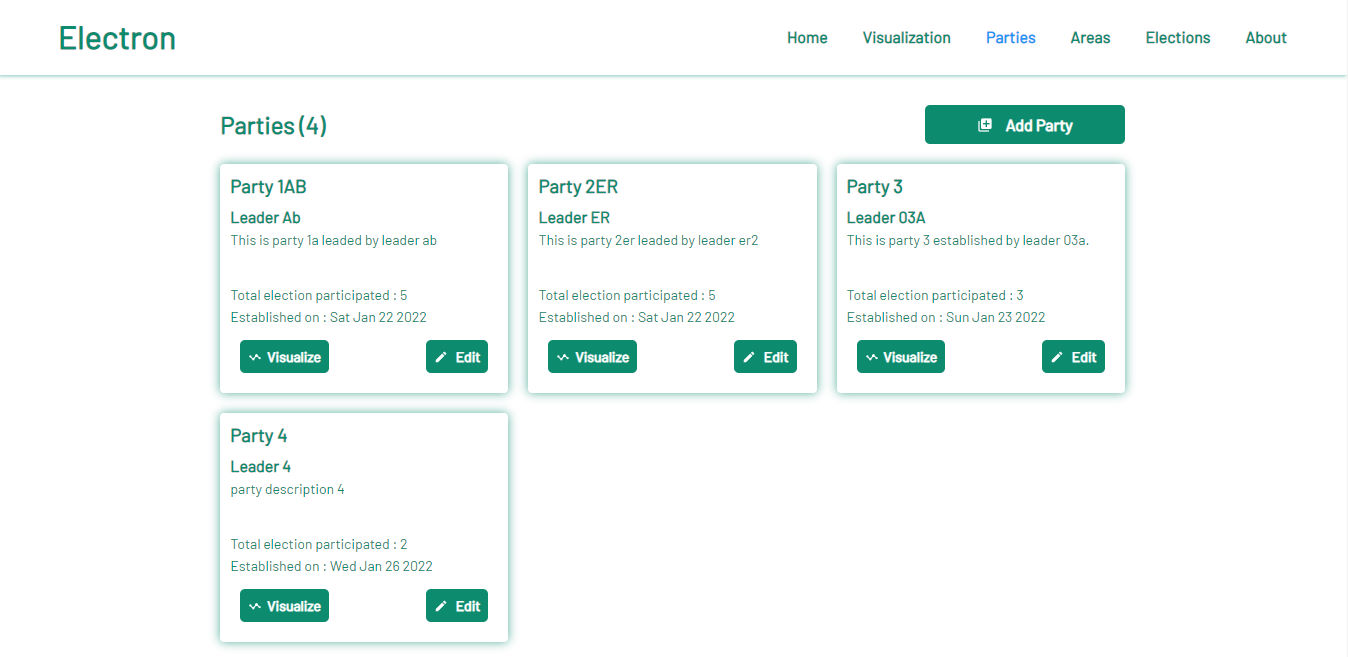 Electron
Home Visualization Parties Areas Elections About
Parties (4)
Add Party
Party 1AB
Leader Ab
This is party 1a leaded by leader ab
Total election participated : 5
Established on : Sat Jan 22 2022
Visualize Edit
Party 2ER
Leader ER
This is party 2er leaded by leader er2
Total election participated : 5
Established on : Sat Jan 22 2022
Visualize Edit
Party 3
Leader 03A
This is party 3 established by leader 03a.
Total election participated : 3
Established on : Sun Jan 23 2022
Visualize Edit
Party 4
Leader 4
party description 4
Total election participated : 2
Established on : Wed Jan 26 2022
Visualize Edit